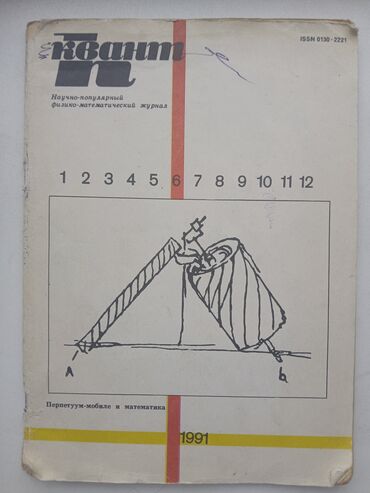 ISSN 0130-2221
квант
Научно-популярный
физико-математический журнал
1 2 3 4 5 6 7 8 9 10 11 12
A b
Перпетуум-мобиле и математика
1991